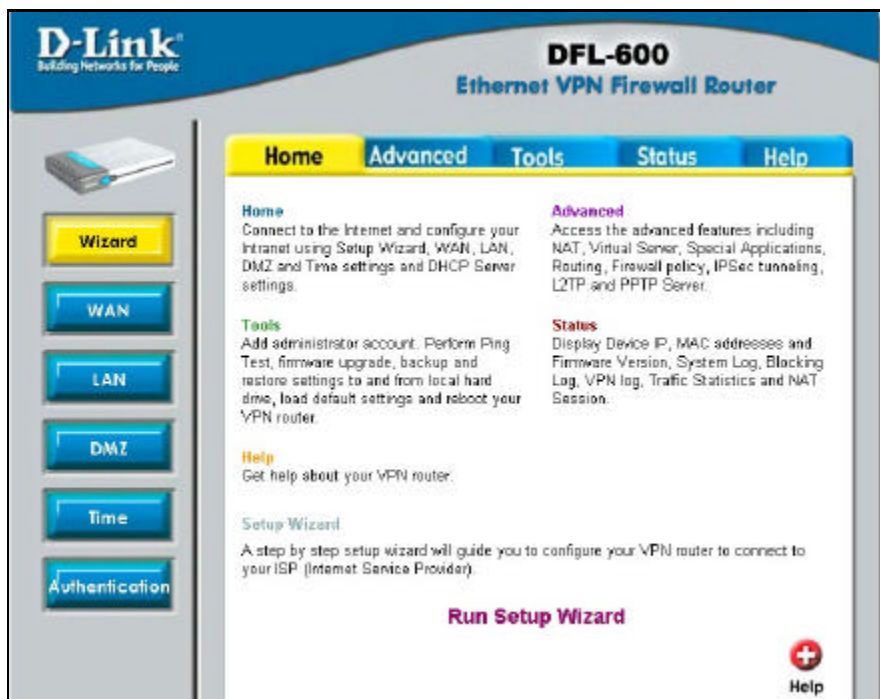 D-Link
Building Networks for People
DFL-600
Ethernet VPN Firewall Router
Home
Advanced
Tools
Status
Help
Wizard
WAN
LAN
DMZ
Time
Authentication
Home
Connect to the Internet and configure your
Intranet using Setup Wizard, WAN, LAN,
DMZ and Time settings and DHCP Server
settings.
Advanced
Access the advanced features including
NAT, Virtual Server, Special Applications,
Routing, Firewall policy, IPSec tunneling,
L2TP and PPTP Server.
Tools
Add administrator account. Perform Ping
Test, firmware upgrade, backup and
restore settings to and from local hard
drive, load default settings and reboot your
VPN router.
Status
Display Device IP, MAC addresses and
Firmware Version, System Log, Blocking
Log, VPN log, Traffic Statistics and NAT
Session.
Help
Get help about your VPN router.
Setup Wizard
A step by step setup wizard will guide you to configure your VPN router to connect to
your ISP (Internet Service Provider).
Run Setup Wizard
Help